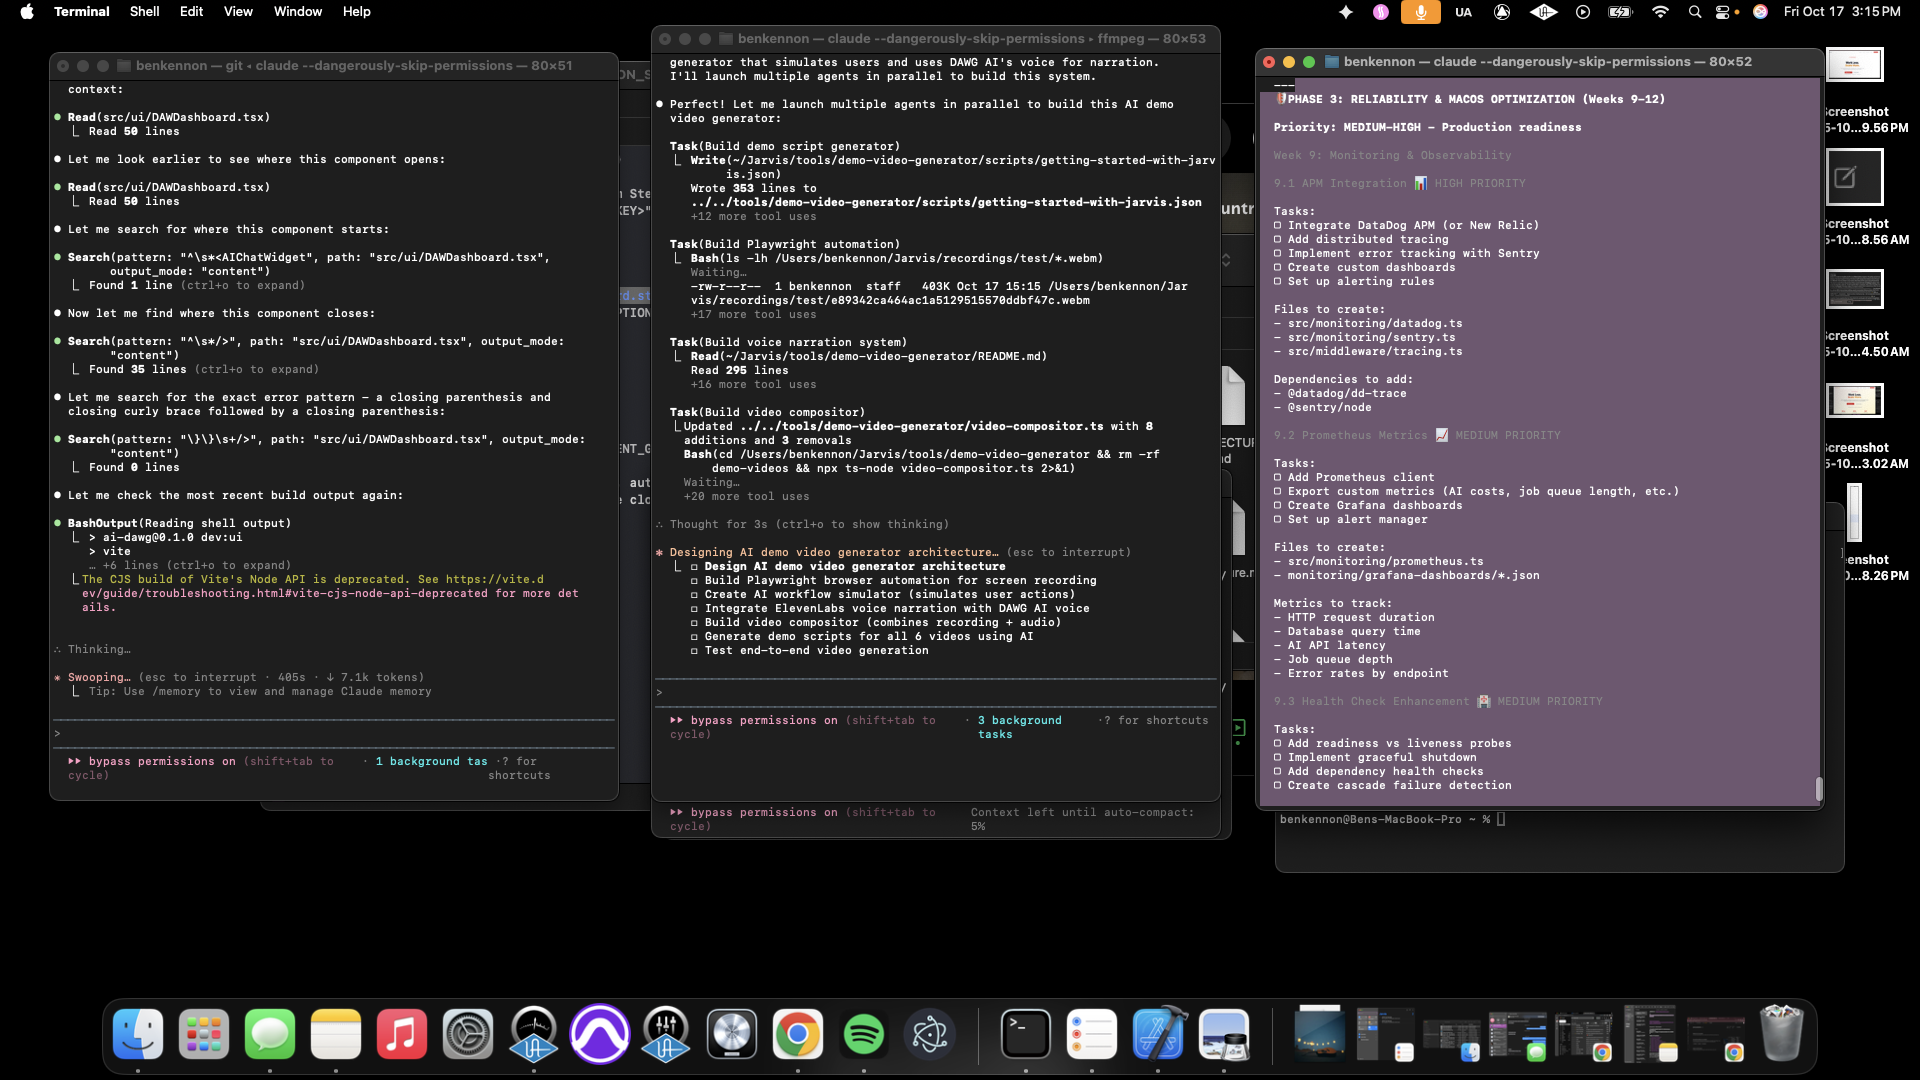 Terminal Shell Edit View Window Help
UA
Fri Oct 17 3:15 PM
benkennon — git ◂ claude --dangerously-skip-permissions — 80×51
context:
● Read(src/ui/DAWDashboard.tsx)
⎿ Read 50 lines
● Let me look earlier to see where this component opens:
● Read(src/ui/DAWDashboard.tsx)
⎿ Read 50 lines
● Let me search for where this component starts:
● Search(pattern: "^\s*<AIChatWidget", path: "src/ui/DAWDashboard.tsx",
output_mode: "content")
⎿ Found 1 line (ctrl+o to expand)
● Now let me find where this component closes:
● Search(pattern: "^\s*/>", path: "src/ui/DAWDashboard.tsx", output_mode:
"content")
⎿ Found 35 lines (ctrl+o to expand)
● Let me search for the exact error pattern – a closing parenthesis and
closing curly brace followed by a closing parenthesis:
● Search(pattern: "\}\}\s+/>", path: "src/ui/DAWDashboard.tsx", output_mode:
"content")
⎿ Found 0 lines
● Let me check the most recent build output again:
● BashOutput(Reading shell output)
⎿ > ai-dawg@0.1.0 dev:ui
> vite
… +6 lines (ctrl+o to expand)
⎿ The CJS build of Vite's Node API is deprecated. See https://vite.d
ev/guide/troubleshooting.html#vite-cjs-node-api-deprecated for more det
ails.
∴ Thinking…
* Swooping… (esc to interrupt · 405s · ↓ 7.1k tokens)
⎿ Tip: Use /memory to view and manage Claude memory
>
▸▸ bypass permissions on (shift+tab to cycle) · 1 background tas · ? for shortcuts
benkennon — claude --dangerously-skip-permissions ▸ ffmpeg — 80×53
generator that simulates users and uses DAWG AI's voice for narration.
I'll launch multiple agents in parallel to build this system.
● Perfect! Let me launch multiple agents in parallel to build this AI demo
video generator:
Task(Build demo script generator)
⎿ Write(~/Jarvis/tools/demo-video-generator/scripts/getting-started-with-jarv
is.json)
Wrote 353 lines to
../../tools/demo-video-generator/scripts/getting-started-with-jarvis.json
+12 more tool uses
Task(Build Playwright automation)
⎿ Bash(ls -lh /Users/benkennon/Jarvis/recordings/test/*.webm)
Waiting…
-rw-r--r-- 1 benkennon staff 403K Oct 17 15:15 /Users/benkennon/Jar
vis/recordings/test/e89342ca464ac1a5129515570ddbf47c.webm
+17 more tool uses
Task(Build voice narration system)
⎿ Read(~/Jarvis/tools/demo-video-generator/README.md)
Read 295 lines
+16 more tool uses
Task(Build video compositor)
⎿ Updated ../../tools/demo-video-generator/video-compositor.ts with 8
additions and 3 removals
Bash(cd /Users/benkennon/Jarvis/tools/demo-video-generator && rm -rf
demo-videos && npx ts-node video-compositor.ts 2>&1)
Waiting…
+20 more tool uses
∴ Thought for 3s (ctrl+o to show thinking)
* Designing AI demo video generator architecture… (esc to interrupt)
⎿ ☐ Design AI demo video generator architecture
☐ Build Playwright browser automation for screen recording
☐ Create AI workflow simulator (simulates user actions)
☐ Integrate ElevenLabs voice narration with DAWG AI voice
☐ Build video compositor (combines recording + audio)
☐ Generate demo scripts for all 6 videos using AI
☐ Test end-to-end video generation
>
▸▸ bypass permissions on (shift+tab to cycle) · 3 background tasks · ? for shortcuts
▸▸ bypass permissions on (shift+tab to cycle) Context left until auto-compact: 5%
benkennon — claude --dangerously-skip-permissions — 80×52
---
PHASE 3: RELIABILITY & MACOS OPTIMIZATION (Weeks 9-12)
Priority: MEDIUM-HIGH - Production readiness
Week 9: Monitoring & Observability
9.1 APM Integration 📊 HIGH PRIORITY
Tasks:
☐ Integrate DataDog APM (or New Relic)
☐ Add distributed tracing
☐ Implement error tracking with Sentry
☐ Create custom dashboards
☐ Set up alerting rules
Files to create:
- src/monitoring/datadog.ts
- src/monitoring/sentry.ts
- src/middleware/tracing.ts
Dependencies to add:
- @datadog/dd-trace
- @sentry/node
9.2 Prometheus Metrics 📈 MEDIUM PRIORITY
Tasks:
☐ Add Prometheus client
☐ Export custom metrics (AI costs, job queue length, etc.)
☐ Create Grafana dashboards
☐ Set up alert manager
Files to create:
- src/monitoring/prometheus.ts
- monitoring/grafana-dashboards/*.json
Metrics to track:
- HTTP request duration
- Database query time
- AI API latency
- Job queue depth
- Error rates by endpoint
9.3 Health Check Enhancement 🏥 MEDIUM PRIORITY
Tasks:
☐ Add readiness vs liveness probes
☐ Implement graceful shutdown
☐ Add dependency health checks
☐ Create cascade failure detection
benkennon@Bens-MacBook-Pro ~ %
Screenshot
5-10...9.56 PM
Screenshot
5-10...8.56 AM
Screenshot
5-10...4.50 AM
Screenshot
5-10...3.02 AM
enshot
0...8.26 PM